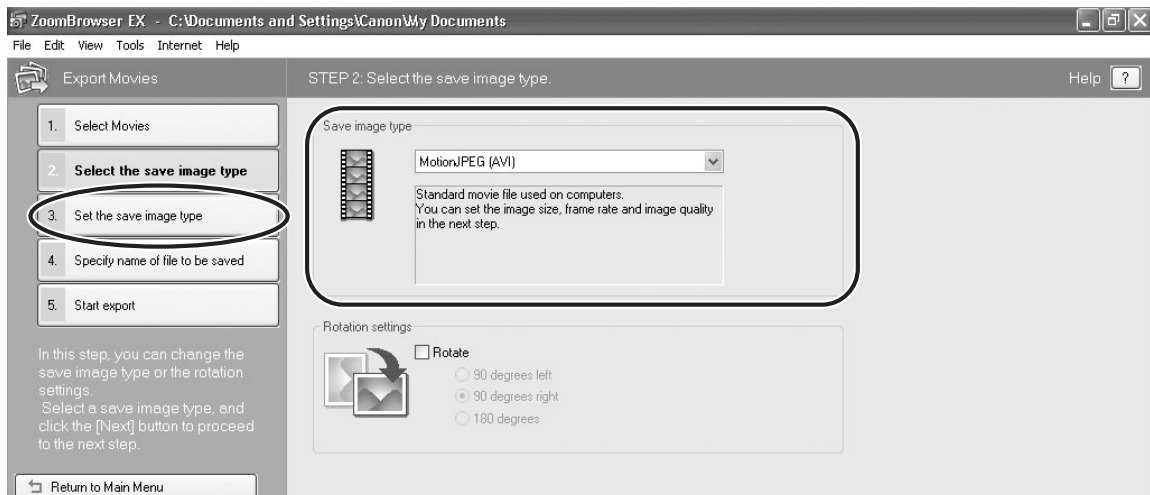 ZoomBrowser EX - C:\Documents and Settings\Canon\My Documents
File Edit View Tools Internet Help
Export Movies
STEP 2: Select the save image type.
Help ?
1. Select Movies
2. Select the save image type
3. Set the save image type
4. Specify name of file to be saved
5. Start export
In this step, you can change the
save image type or the rotation
settings.
Select a save image type, and
click the [Next] button to proceed
to the next step.
Return to Main Menu
Save image type
MotionJPEG (AVI)
Standard movie file used on computers.
You can set the image size, frame rate and image quality
in the next step.
Rotation settings
Rotate
90 degrees left
90 degrees right
180 degrees